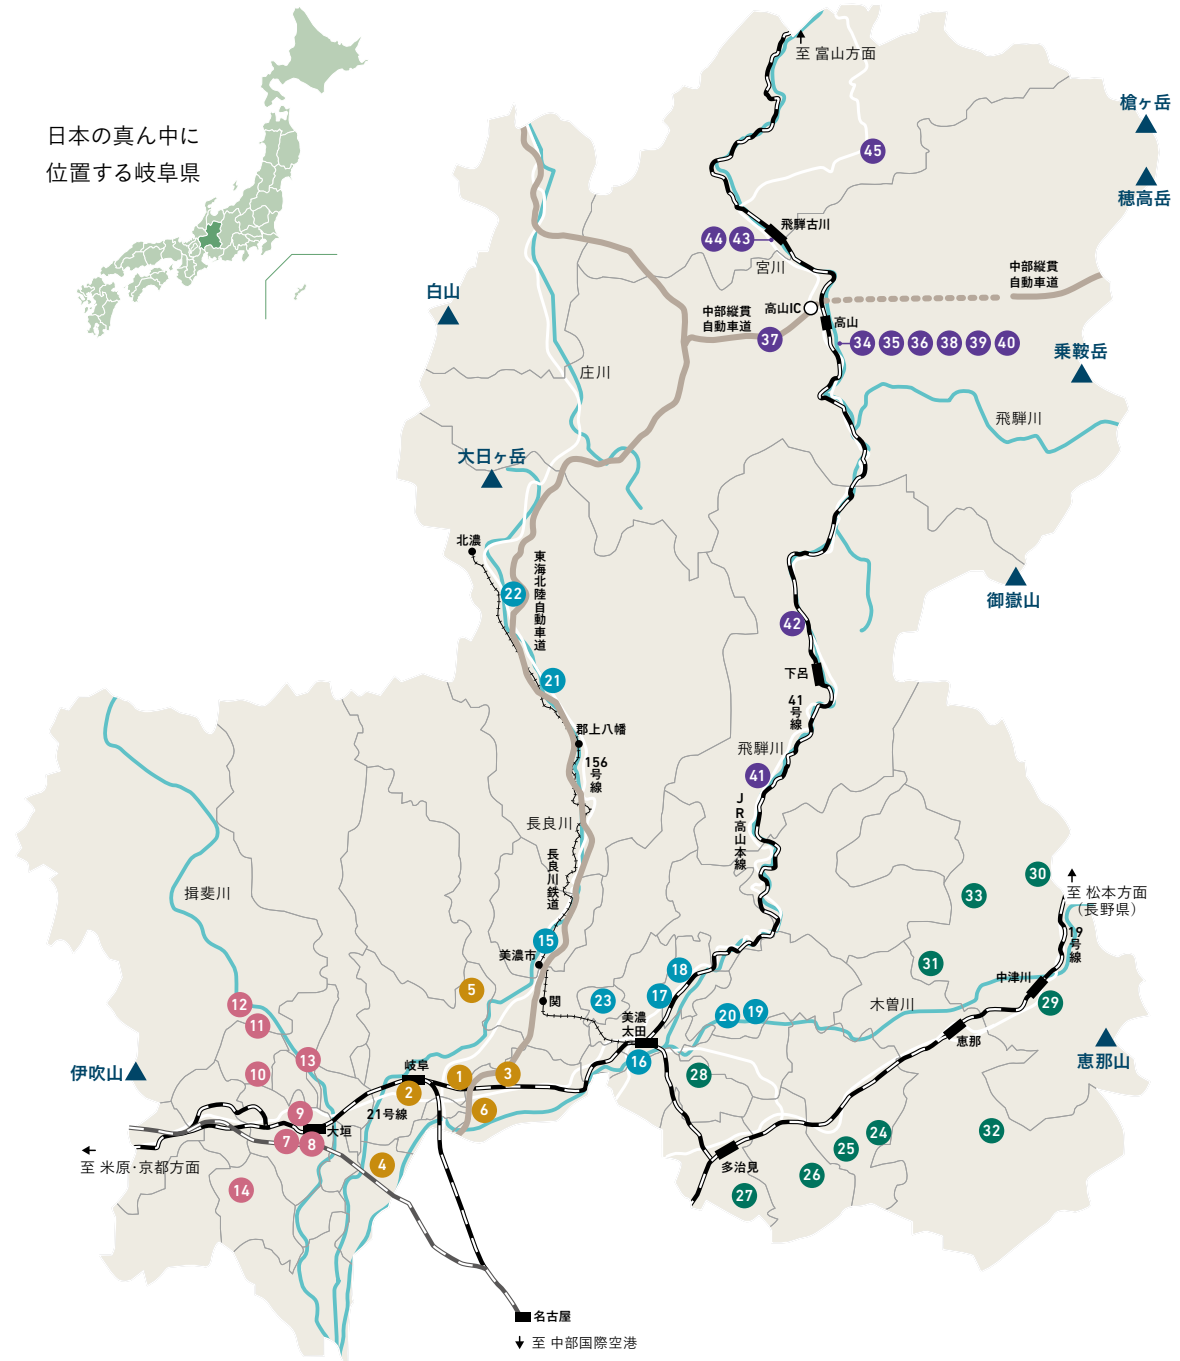 日本の真ん中に
位置する岐阜県
至 富山方面
槍ヶ岳
45
穂高岳
飛騨古川
44
43
宮川
中部縦貫
自動車道
白山
中部縦貫
自動車道
高山IC
高山
37
34
35
36
38
39
40
乗鞍岳
庄川
飛騨川
大日ヶ岳
北濃
東海北陸自動車道
22
御嶽山
42
下呂
21
41号線
郡上八幡
飛騨川
156号線
41
JR高山本線
長良川
長良川鉄道
30
至 松本方面
(長野県)
33
揖斐川
19号線
15
美濃市
31
18
中津川
5
17
23
関
29
12
11
20
19
木曽川
美濃
太田
恵那
恵那山
13
16
岐阜
伊吹山
10
1
3
28
2
6
9
21号線
大垣
7
8
24
32
至 米原・京都方面
4
25
多治見
26
14
27
名古屋
至 中部国際空港